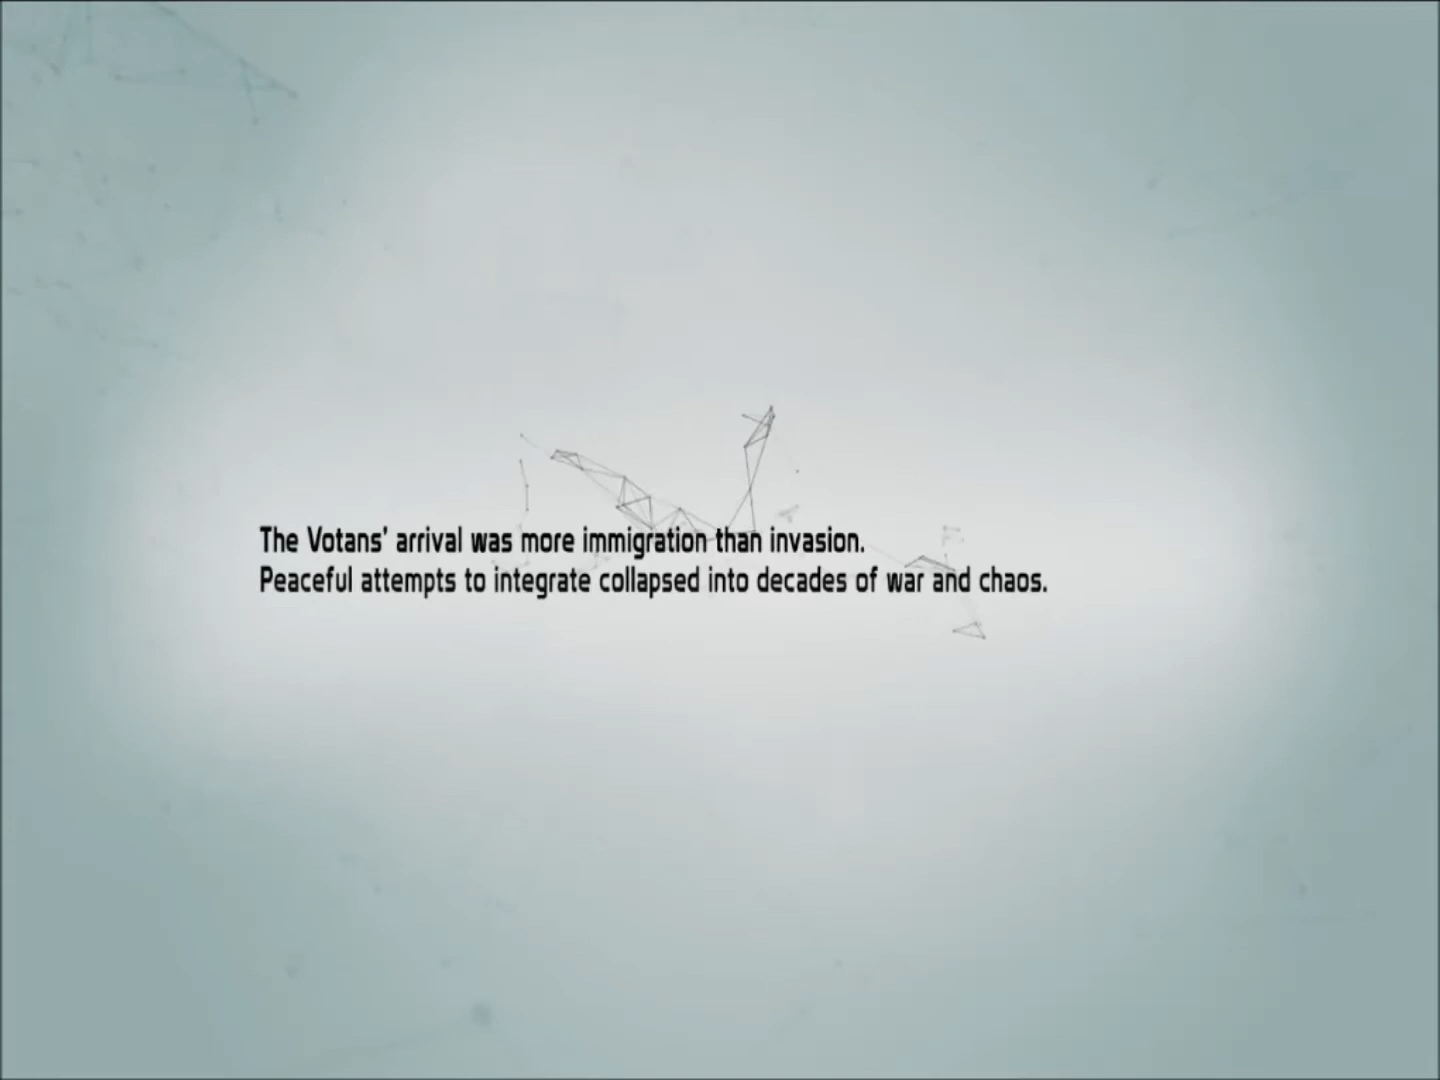 The Votans’ arrival was more immigration than invasion.
Peaceful attempts to integrate collapsed into decades of war and chaos.